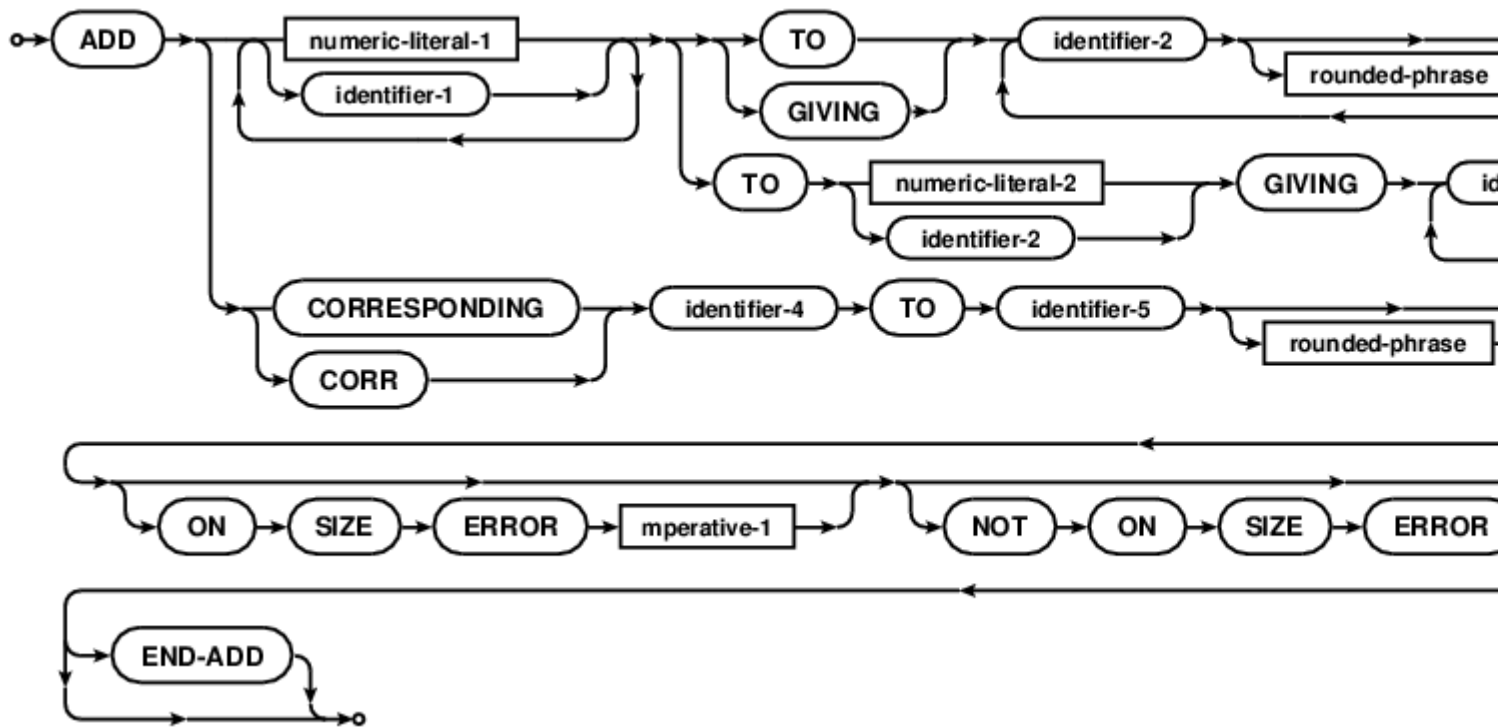 ADD numeric-literal-1 TO identifier-2
identifier-1 GIVING rounded-phrase
TO numeric-literal-2 GIVING id
identifier-2
CORRESPONDING identifier-4 TO identifier-5
CORR rounded-phrase
ON SIZE ERROR mperative-1 NOT ON SIZE ERROR
END-ADD